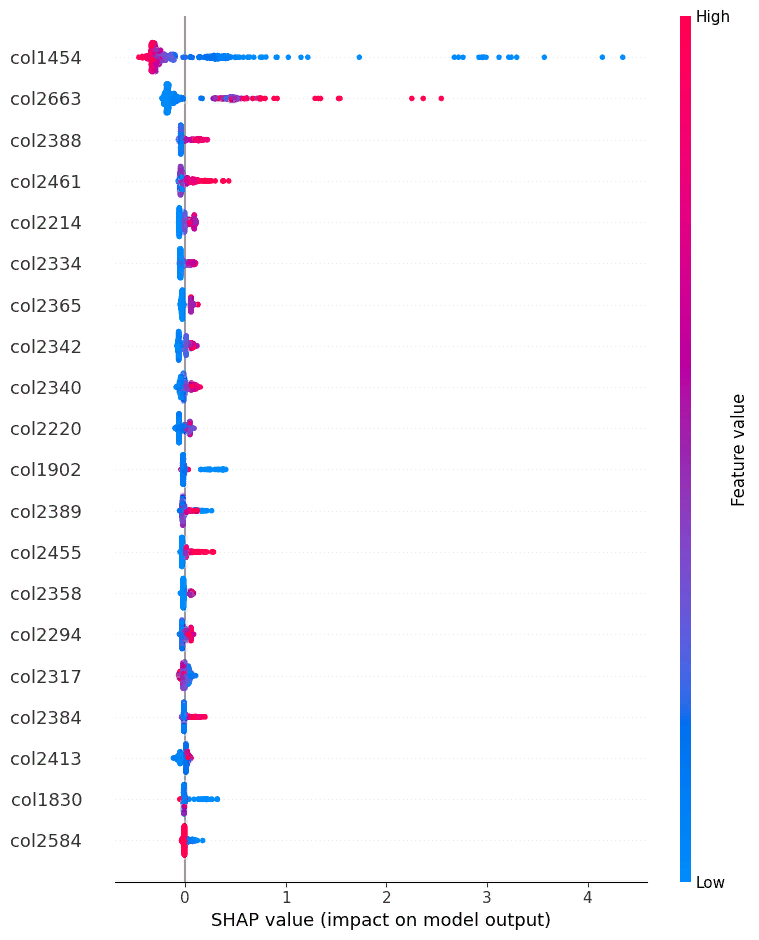 High
col1454
col2663
col2388
col2461
col2214
col2334
col2365
col2342
col2340
col2220
col1902
col2389
col2455
col2358
col2294
col2317
col2384
col2413
col1830
col2584
Feature value
Low
0 1 2 3 4
SHAP value (impact on model output)